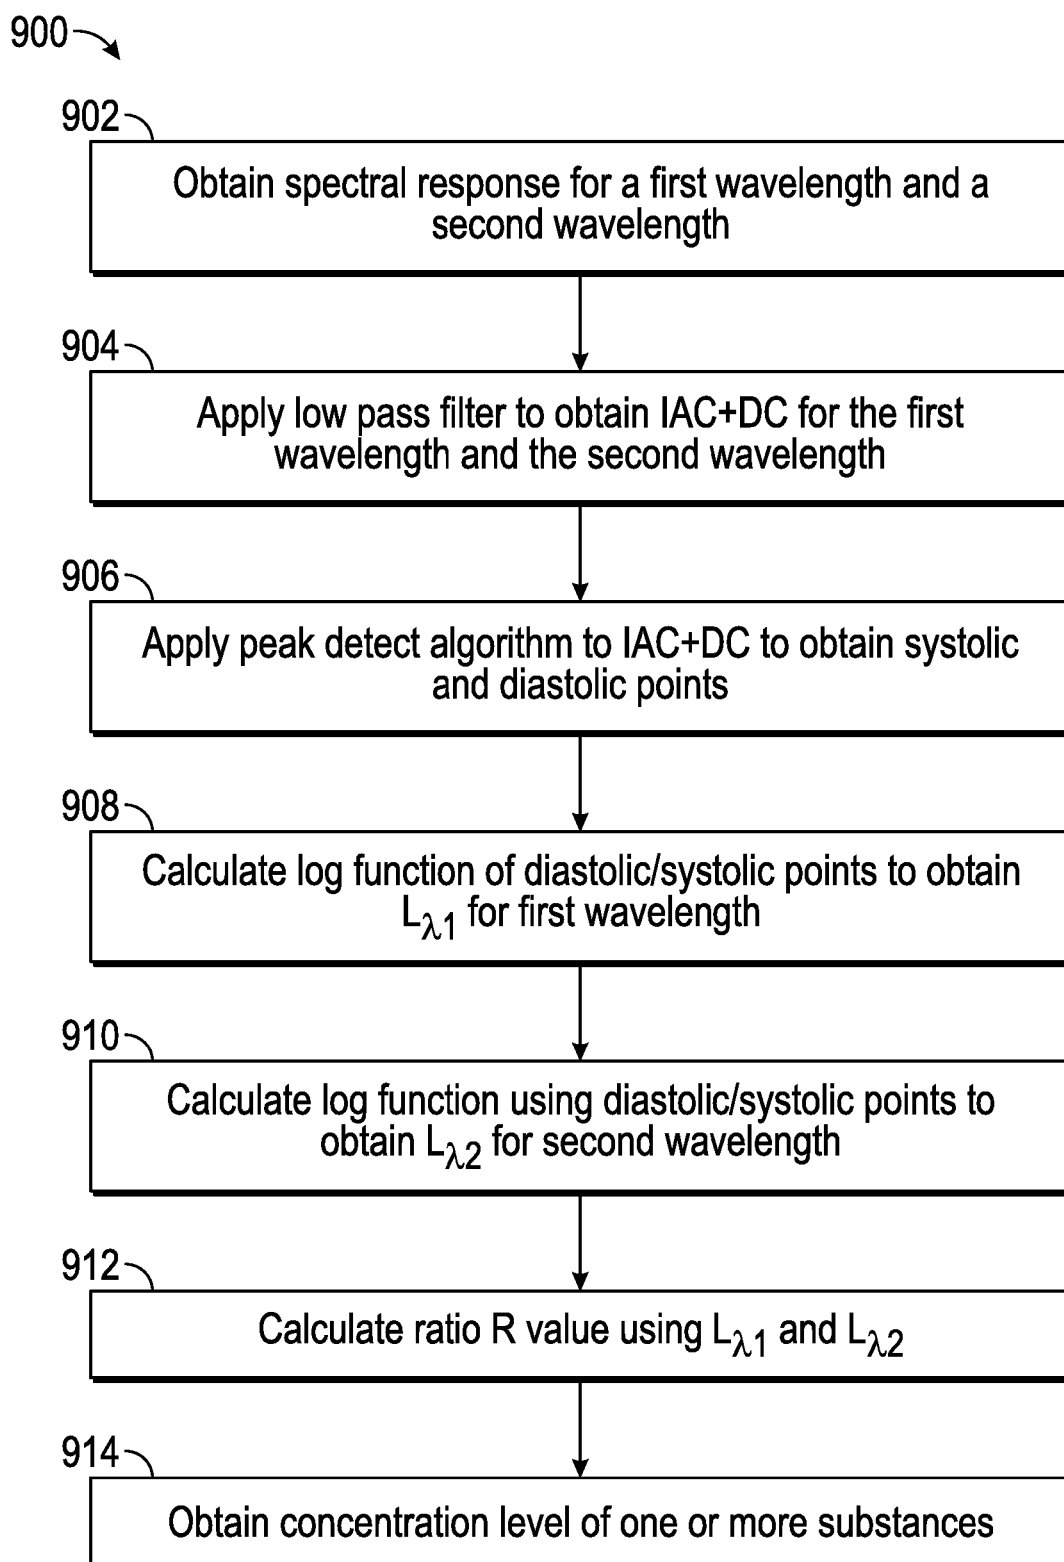 900
902
Obtain spectral response for a first wavelength and a
second wavelength
904
Apply low pass filter to obtain IAC+DC for the first
wavelength and the second wavelength
906
Apply peak detect algorithm to IAC+DC to obtain systolic
and diastolic points
908
Calculate log function of diastolic/systolic points to obtain
Lλ1 for first wavelength
910
Calculate log function using diastolic/systolic points to
obtain Lλ2 for second wavelength
912
Calculate ratio R value using Lλ1 and Lλ2
914
Obtain concentration level of one or more substances